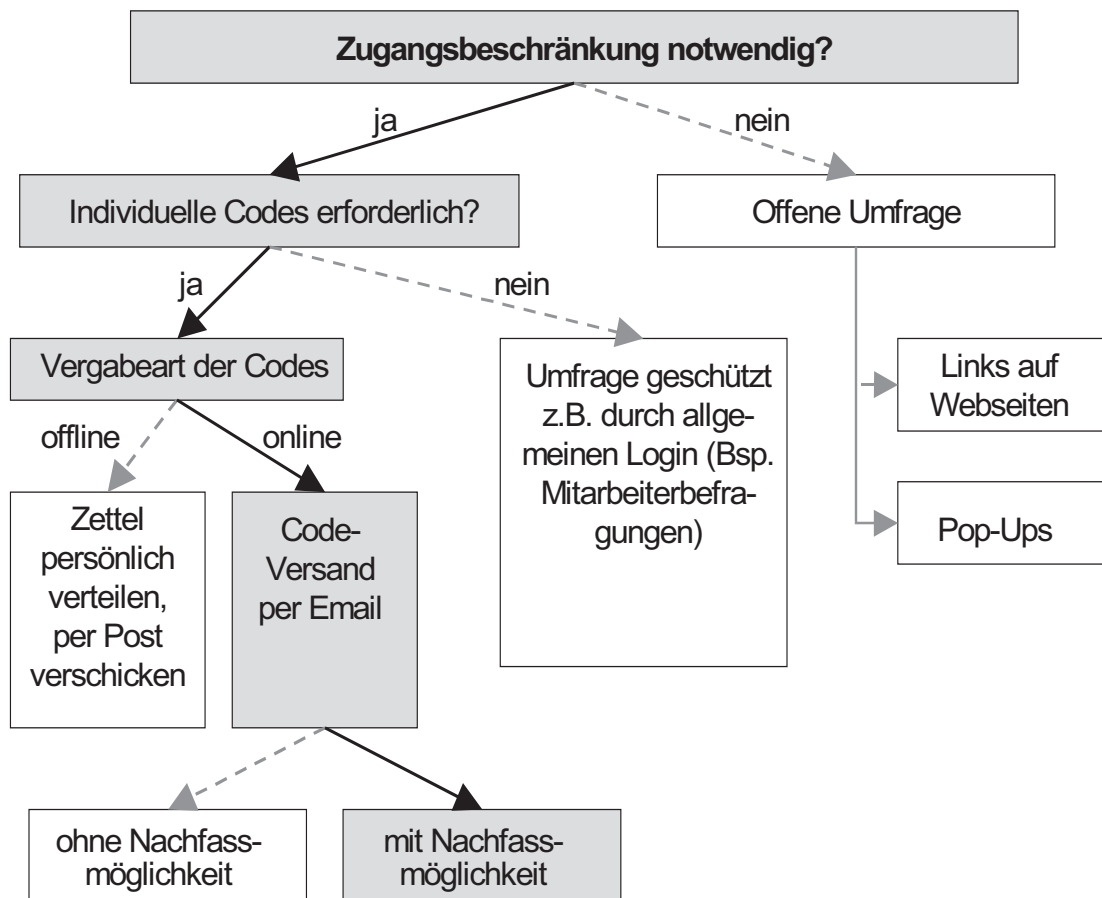 Zugangsbeschränkung notwendig?
ja
nein
Individuelle Codes erforderlich?
Offene Umfrage
ja
nein
Vergabeart der Codes
Umfrage geschützt
z.B. durch allge-
meinen Login (Bsp.
Mitarbeiterbefra-
gungen)
Links auf
Webseiten
offline
online
Zettel
persönlich
verteilen,
per Post
verschicken
Code-
Versand
per Email
Pop-Ups
ohne Nachfass-
möglichkeit
mit Nachfass-
möglichkeit